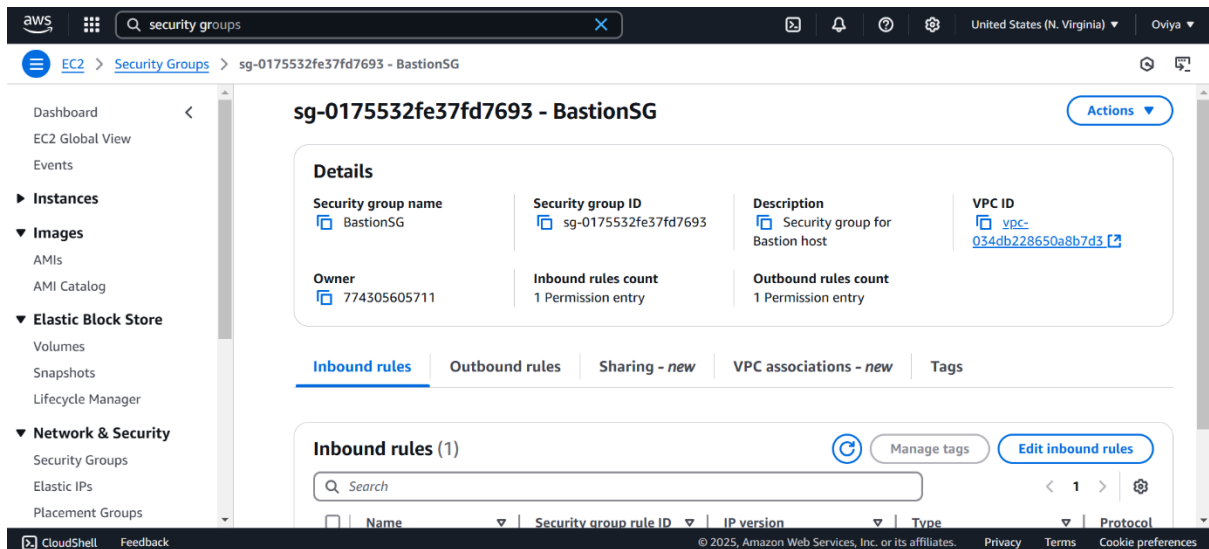 aws
security groups
United States (N. Virginia)
Oviya
EC2 > Security Groups > sg-0175532fe37fd7693 - BastionSG
Dashboard
EC2 Global View
Events
Instances
Images
AMIs
AMI Catalog
Elastic Block Store
Volumes
Snapshots
Lifecycle Manager
Network & Security
Security Groups
Elastic IPs
Placement Groups
sg-0175532fe37fd7693 - BastionSG
Actions
Details
Security group name
BastionSG
Security group ID
sg-0175532fe37fd7693
Description
Security group for
Bastion host
VPC ID
vpc-
034db228650a8b7d3
Owner
774305605711
Inbound rules count
1 Permission entry
Outbound rules count
1 Permission entry
Inbound rules
Outbound rules
Sharing - new
VPC associations - new
Tags
Inbound rules (1)
Manage tags
Edit inbound rules
Search
< 1 >
Name
Security group rule ID
IP version
Type
Protocol
CloudShell
Feedback
© 2025, Amazon Web Services, Inc. or its affiliates.
Privacy
Terms
Cookie preferences